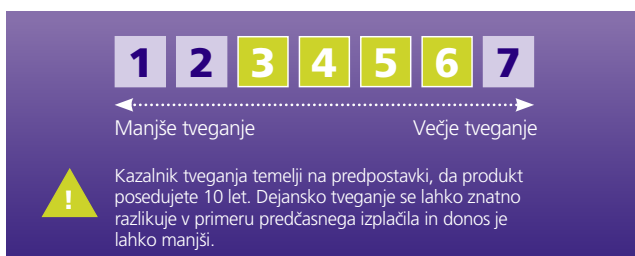 1 2 3 4 5 6 7
Manjše tveganje Večje tveganje
!
Kazalnik tveganja temelji na predpostavki, da produkt
posedujete 10 let. Dejansko tveganje se lahko znatno
razlikuje v primeru predčasnega izplačila in donos je
lahko manjši.